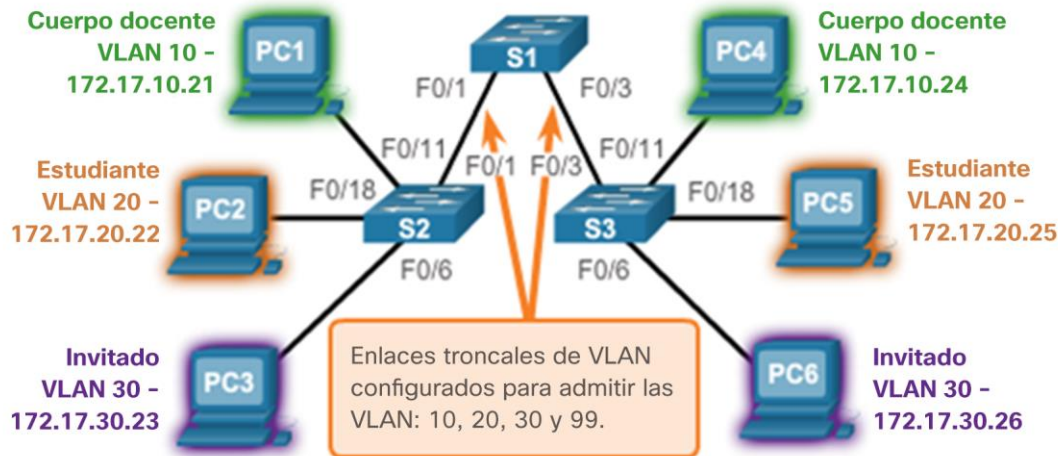 Cuerpo docente
VLAN 10 –
172.17.10.21
PC1
S1
PC4
Cuerpo docente
VLAN 10 –
172.17.10.24
F0/1
F0/3
F0/11
F0/1
F0/3
F0/11
Estudiante
VLAN 20 –
172.17.20.22
PC2
F0/18
S2
S3
F0/18
PC5
Estudiante
VLAN 20 –
172.17.20.25
F0/6
F0/6
Invitado
VLAN 30 –
172.17.30.23
PC3
Enlaces troncales de VLAN
configurados para admitir las
VLAN: 10, 20, 30 y 99.
PC6
Invitado
VLAN 30 –
172.17.30.26